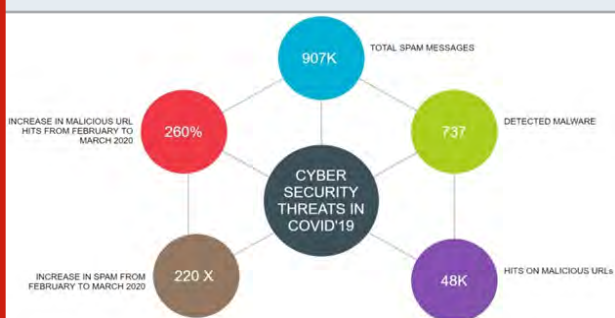 907K
TOTAL SPAM MESSAGES
INCREASE IN MALICIOUS URL
HITS FROM FEBRUARY TO
MARCH 2020
260%
737
DETECTED MALWARE
CYBER
SECURITY
THREATS IN
COVID'19
INCREASE IN SPAM FROM
FEBRUARY TO MARCH 2020
220 X
48K
HITS ON MALICIOUS URLs